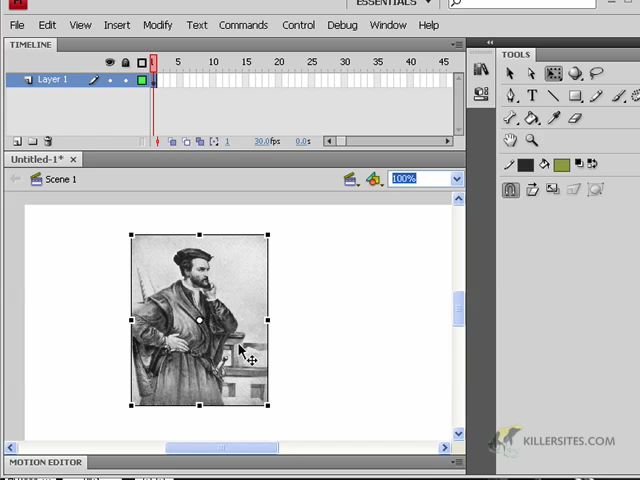 ESSENTIALS
File Edit View Insert Modify Text Commands Control Debug Window Help
TIMELINE
TOOLS
1 5 10 15 20 25 30 35 40 45
Layer 1
1 30.0fps 0.0s
Untitled-1*
Scene 1
100%
KILLERSITES.COM
MOTION EDITOR